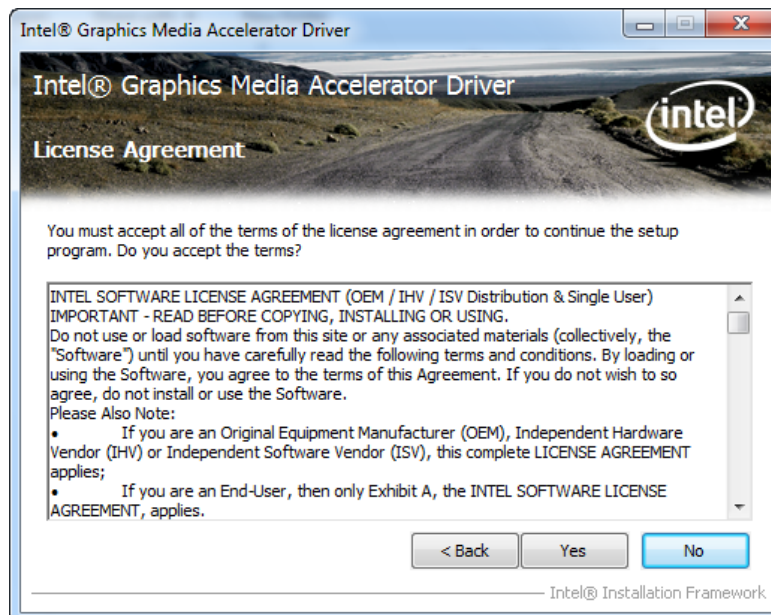 Intel® Graphics Media Accelerator Driver
Intel® Graphics Media Accelerator Driver
intel
License Agreement
You must accept all of the terms of the license agreement in order to continue the setup
program. Do you accept the terms?
INTEL SOFTWARE LICENSE AGREEMENT (OEM / IHV / ISV Distribution & Single User)
IMPORTANT - READ BEFORE COPYING, INSTALLING OR USING.
Do not use or load software from this site or any associated materials (collectively, the
"Software") until you have carefully read the following terms and conditions. By loading or
using the Software, you agree to the terms of this Agreement. If you do not wish to so
agree, do not install or use the Software.
Please Also Note:
• If you are an Original Equipment Manufacturer (OEM), Independent Hardware
Vendor (IHV) or Independent Software Vendor (ISV), this complete LICENSE AGREEMENT
applies;
• If you are an End-User, then only Exhibit A, the INTEL SOFTWARE LICENSE
AGREEMENT, applies.
< Back Yes No
Intel® Installation Framework